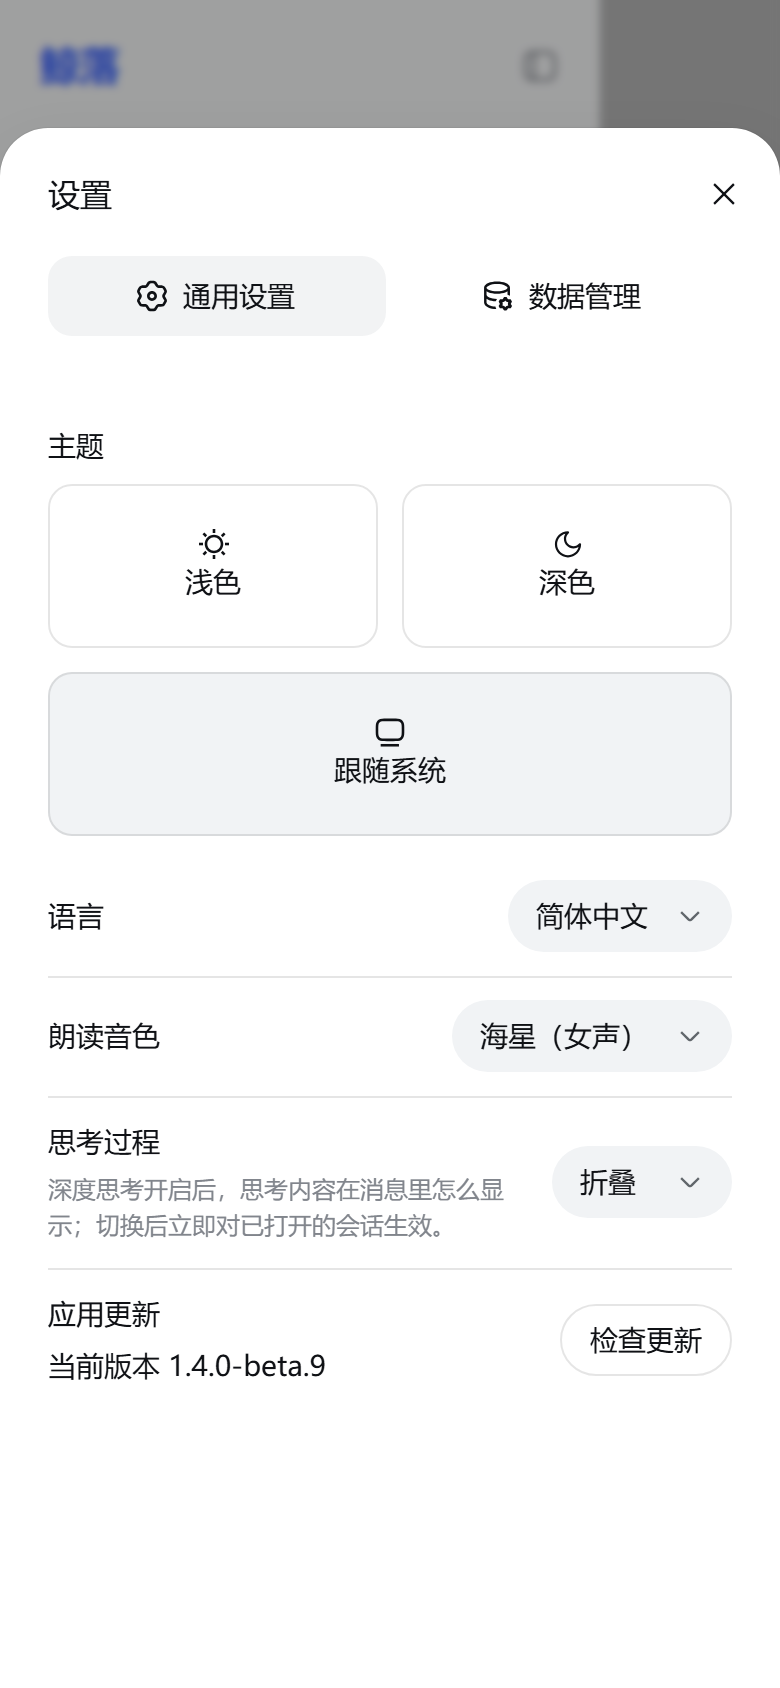 鲸落
设置
通用设置
数据管理
主题
浅色
深色
跟随系统
语言
简体中文
朗读音色
海星（女声）
思考过程
深度思考开启后，思考内容在消息里怎么显
示；切换后立即对已打开的会话生效。
折叠
应用更新
当前版本 1.4.0-beta.9
检查更新